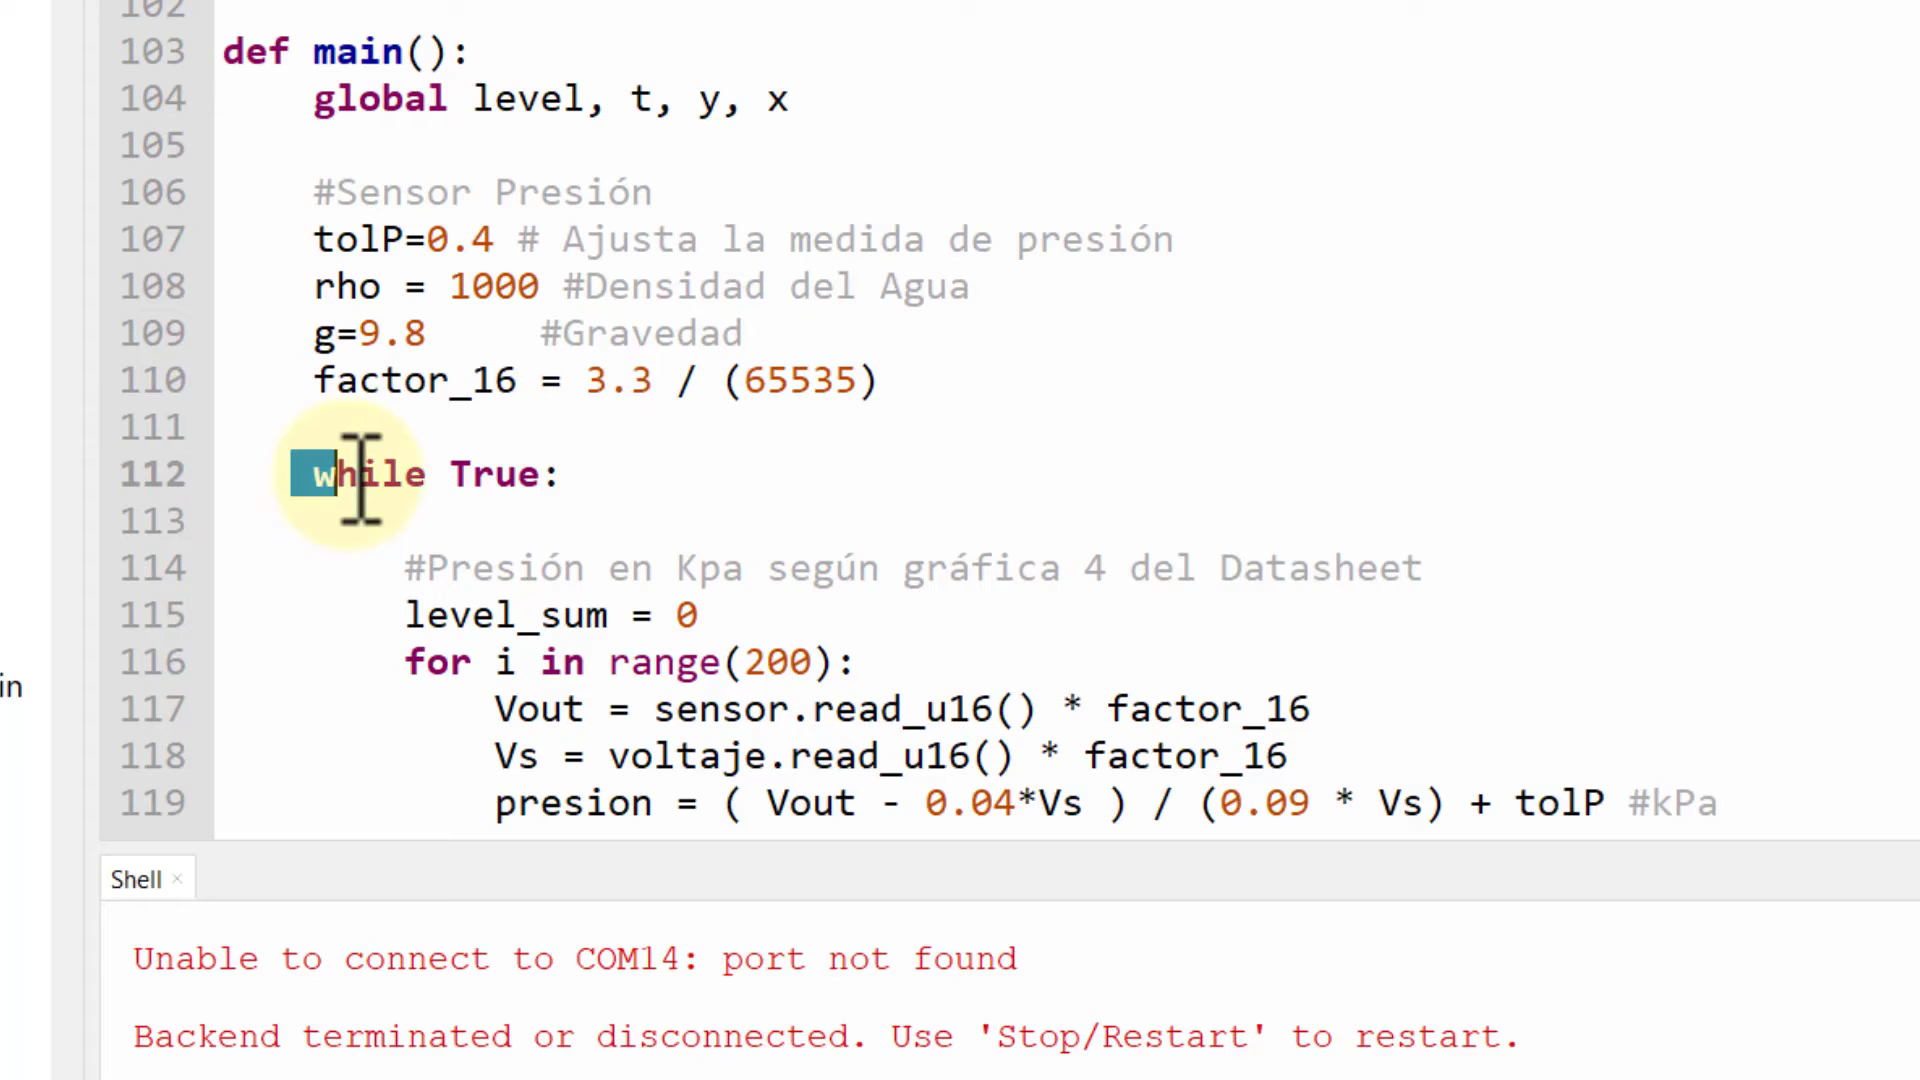 102
103 def main():
104 global level, t, y, x
105
106 #Sensor Presión
107 tolP=0.4 # Ajusta la medida de presión
108 rho = 1000 #Densidad del Agua
109 g=9.8 #Gravedad
110 factor_16 = 3.3 / (65535)
111
112 while True:
113
114 #Presión en Kpa según gráfica 4 del Datasheet
115 level_sum = 0
116 for i in range(200):
in
117 Vout = sensor.read_u16() * factor_16
118 Vs = voltaje.read_u16() * factor_16
119 presion = ( Vout - 0.04*Vs ) / (0.09 * Vs) + tolP #kPa
Shell ×
Unable to connect to COM14: port not found
Backend terminated or disconnected. Use 'Stop/Restart' to restart.